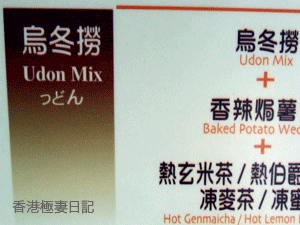 烏冬撈
Udon Mix
つどん
香港極妻日記
烏冬撈
Udon Mix
+
香辣焗薯
Baked Potato Wed
+
熱玄米茶/熱伯爵
凍麥茶/凍蜜
Hot Genmaicha / Hot Lemon